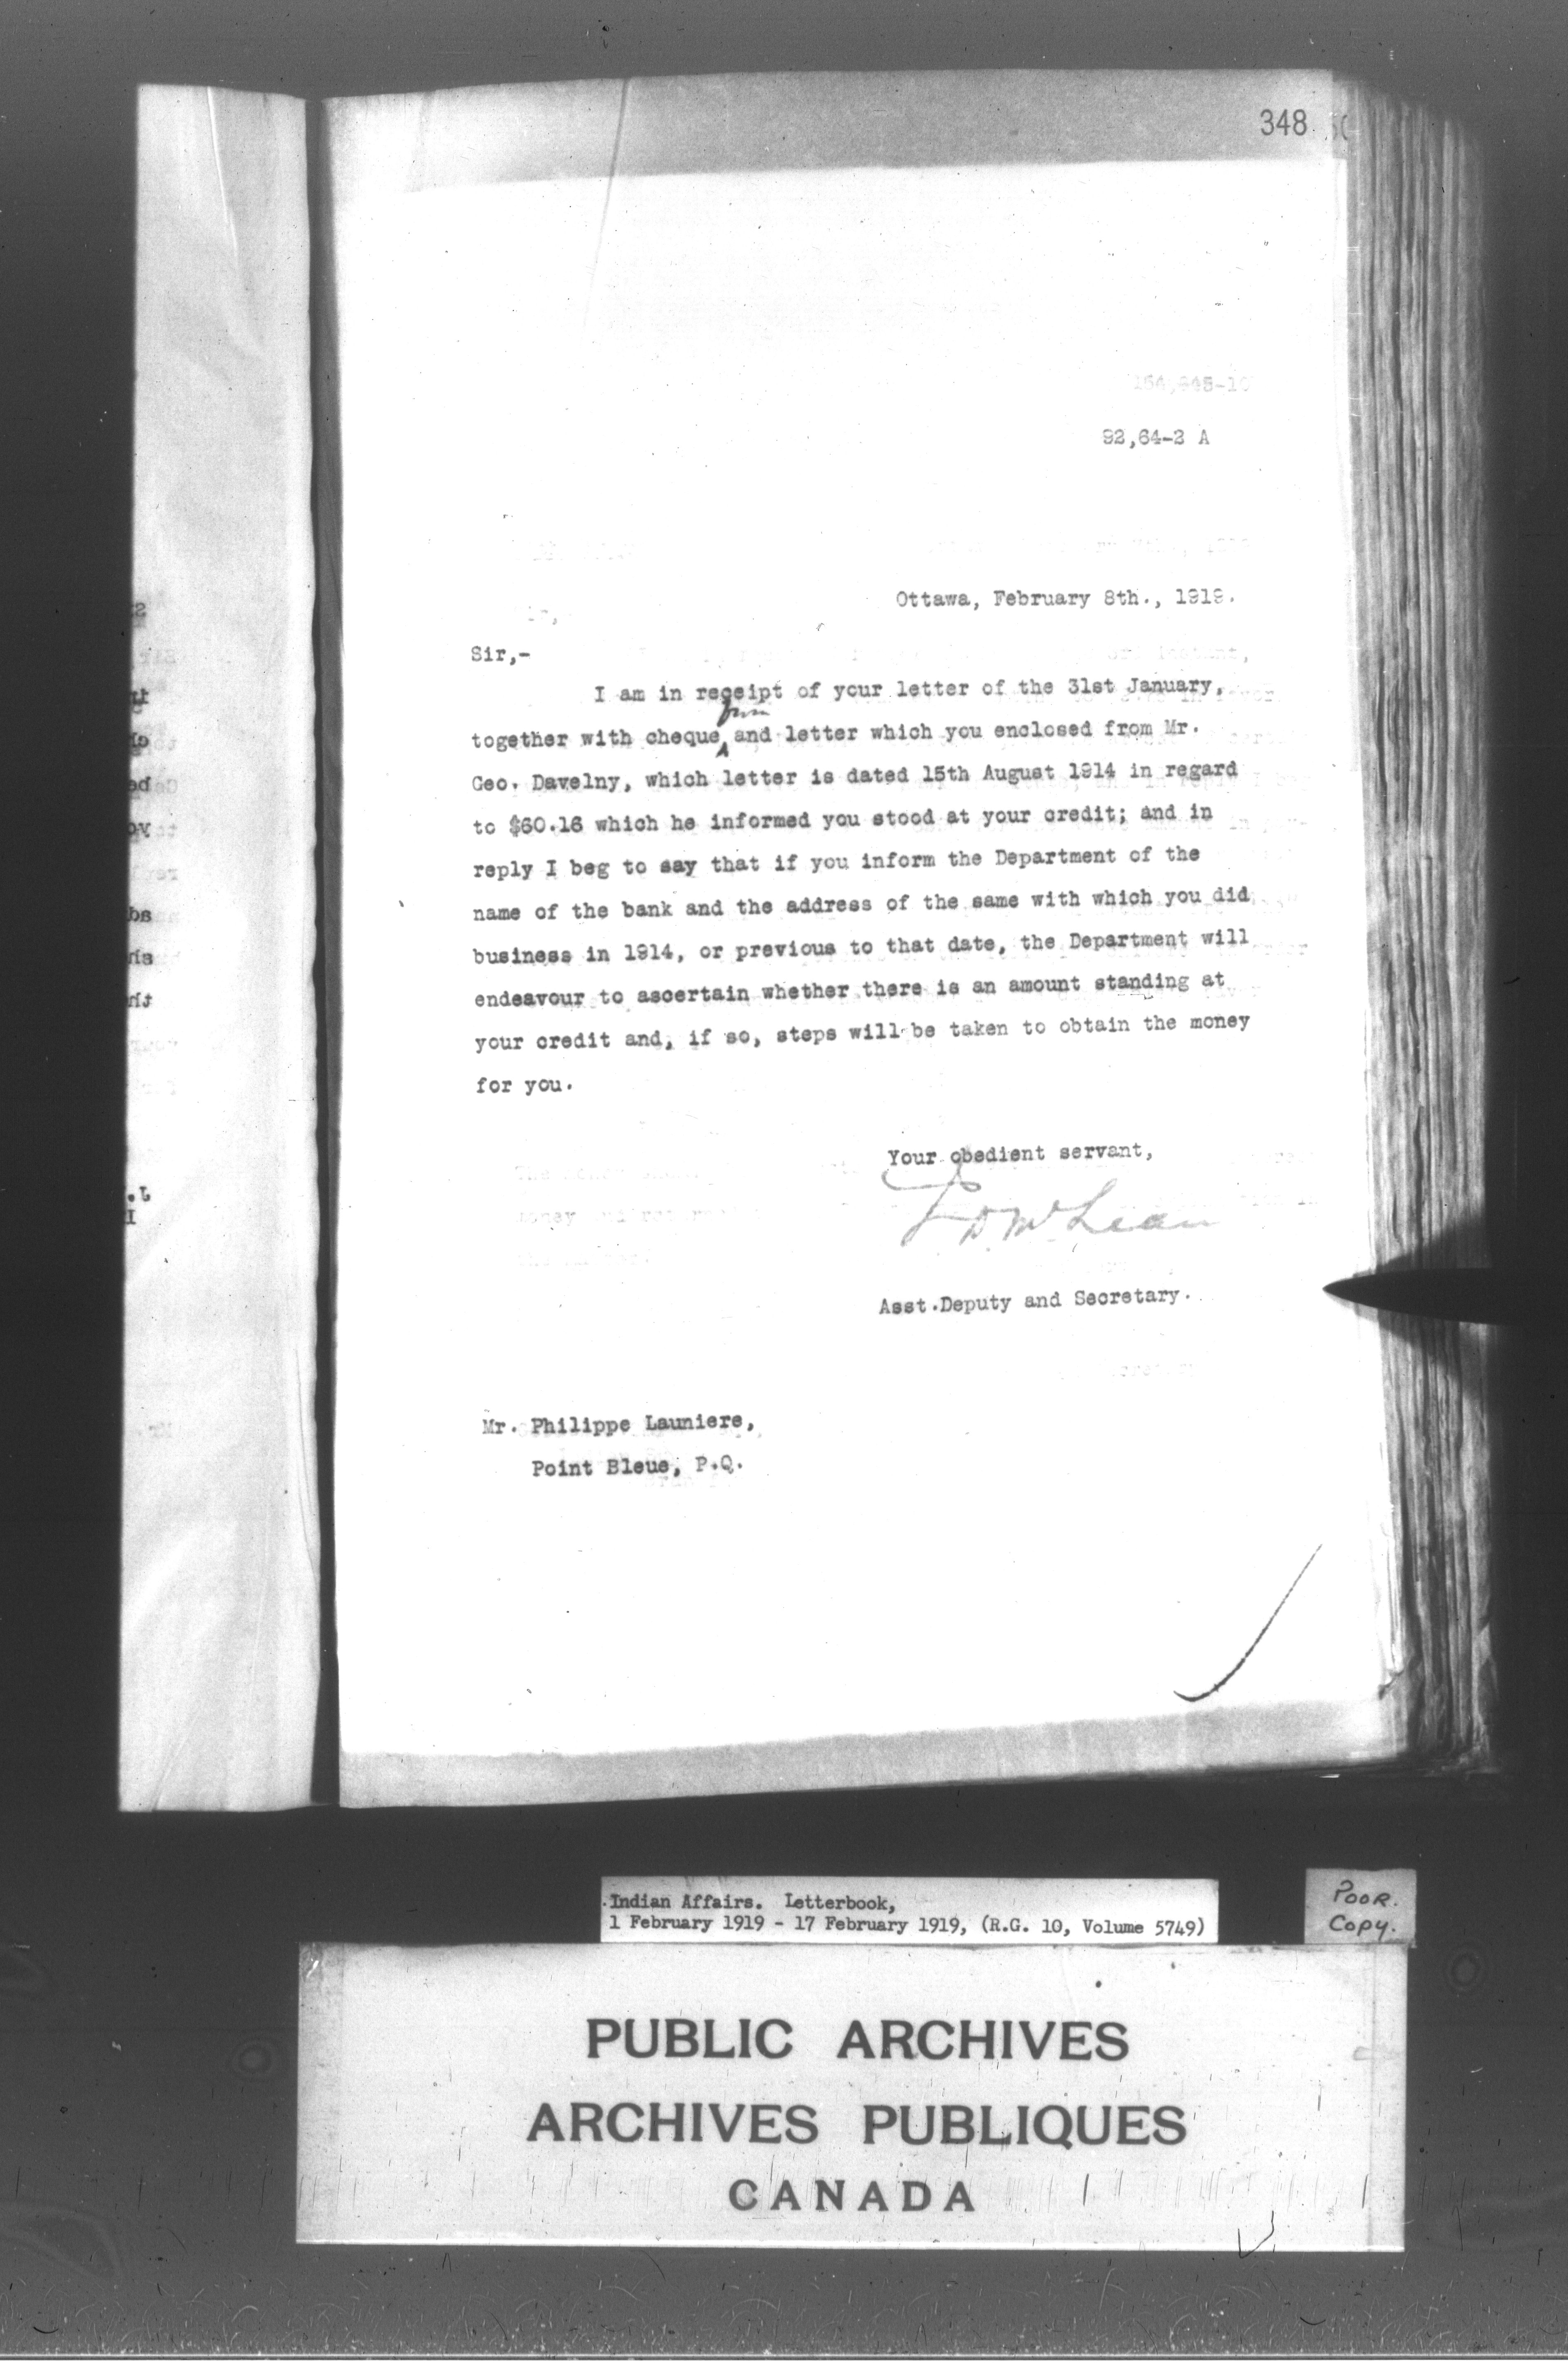 348
92,64-2 A
Ottawa, February 8th., 1919.
Sir,-
I am in receipt of your letter of the 31st January,
together with cheque and letter which you enclosed from Mr.
Geo. Davelny, which letter is dated 15th August 1914 in regard
to $60.16 which he informed you stood at your credit; and in
reply I beg to say that if you inform the Department of the
name of the bank and the address of the same with which you did
business in 1914, or previous to that date, the Department will
endeavour to ascertain whether there is an amount standing at
your credit and, if so, steps will be taken to obtain the money
for you.
Your obedient servant,
J D McLean
Asst.Deputy and Secretary.
Mr. Philippe Launiere,
Point Bleue, P.Q.
Indian Affairs. Letterbook,
1 February 1919 - 17 February 1919, (R.G. 10, Volume 5749)
POOR.
Copy.
PUBLIC ARCHIVES
ARCHIVES PUBLIQUES
CANADA